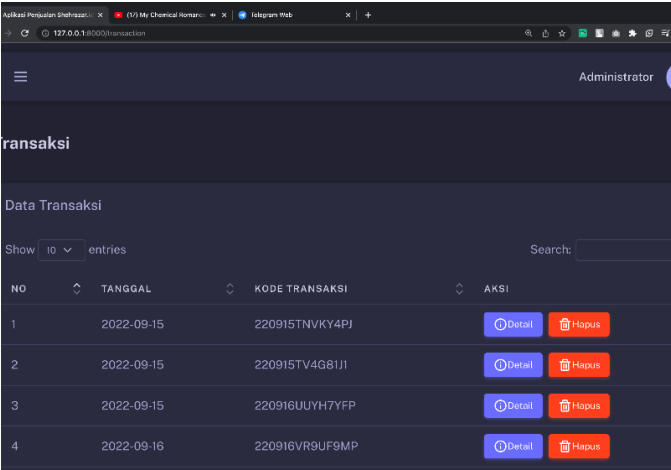 Aplikasi Penjualan Shehrazat.i (17) My Chemical Romance Telegram Web
127.0.0.1:8000/transaction
Administrator
Transaksi
Data Transaksi
Show 10 entries Search:
NO TANGGAL KODE TRANSAKSI AKSI
1 2022-09-15 220915TNVKY4PJ Detail Hapus
2 2022-09-15 220915TV4G81J1 Detail Hapus
3 2022-09-15 220916UUYH7YFP Detail Hapus
4 2022-09-16 220916VR9UF9MP Detail Hapus